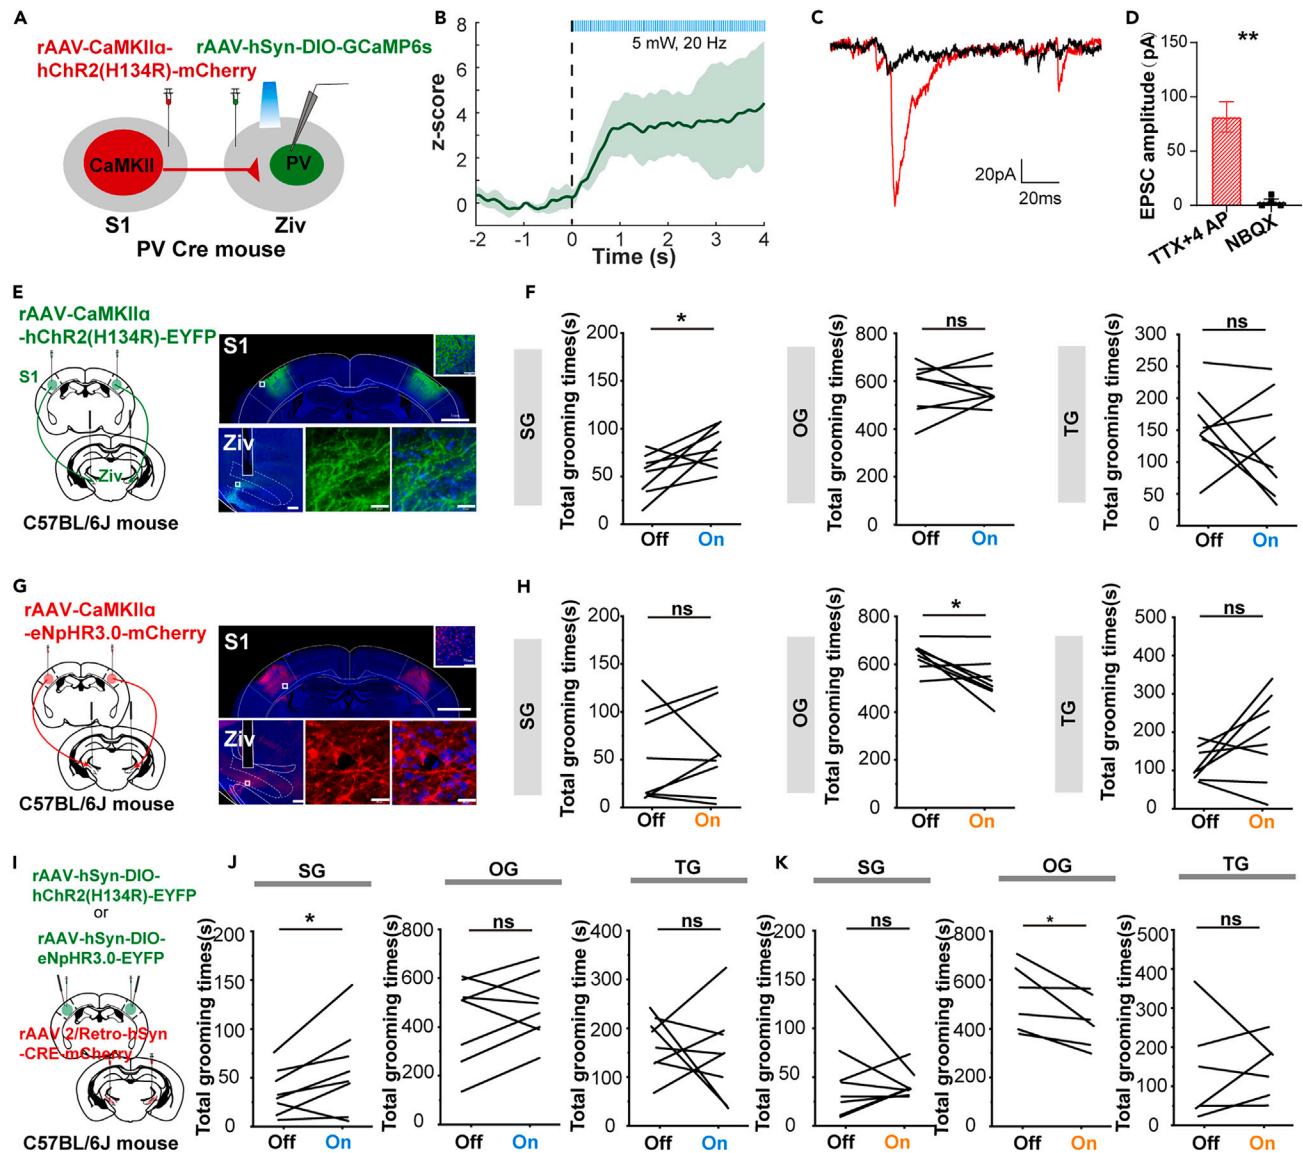 A
rAAV-CaMKIIα-
hChR2(H134R)-mCherry
rAAV-hSyn-DIO-GCaMP6s
CaMKII
PV
S1
Ziv
PV Cre mouse
B
z-score
8
6
4
2
0
5 mW, 20 Hz
-2
-1
0
1
2
3
4
Time (s)
C
20pA
20ms
D
EPSC amplitude (pA)
150
100
50
0
**
TTX+4 AP
NBQX
E
rAAV-CaMKIIα
-hChR2(H134R)-EYFP
S1
Ziv
C57BL/6J mouse
S1
Ziv
F
SG
Total grooming times(s)
200
150
100
50
0
*
Off
On
OG
Total grooming times(s)
800
600
400
200
0
ns
Off
On
TG
Total grooming times(s)
300
250
200
150
100
50
0
ns
Off
On
G
rAAV-CaMKIIα
-eNpHR3.0-mCherry
C57BL/6J mouse
S1
Ziv
H
SG
Total grooming times(s)
200
150
100
50
0
ns
Off
On
OG
Total grooming times(s)
800
600
400
200
0
*
Off
On
TG
Total grooming times(s)
500
400
300
200
100
0
ns
Off
On
I
rAAV-hSyn-DIO-
hChR2(H134R)-EYFP
or
rAAV-hSyn-DIO-
eNpHR3.0-EYFP
rAAV 2/Retro-hSyn
-CRE-mCherry
C57BL/6J mouse
J
SG
Total grooming times(s)
200
150
100
50
0
*
Off
On
OG
Total grooming times(s)
800
600
400
200
0
ns
Off
On
TG
Total grooming times (s)
400
300
200
100
0
ns
Off
On
K
SG
Total grooming times(s)
200
150
100
50
0
ns
Off
On
OG
Total grooming times(s)
800
600
400
200
0
*
Off
On
TG
Total grooming times(s)
500
400
300
200
100
0
ns
Off
On